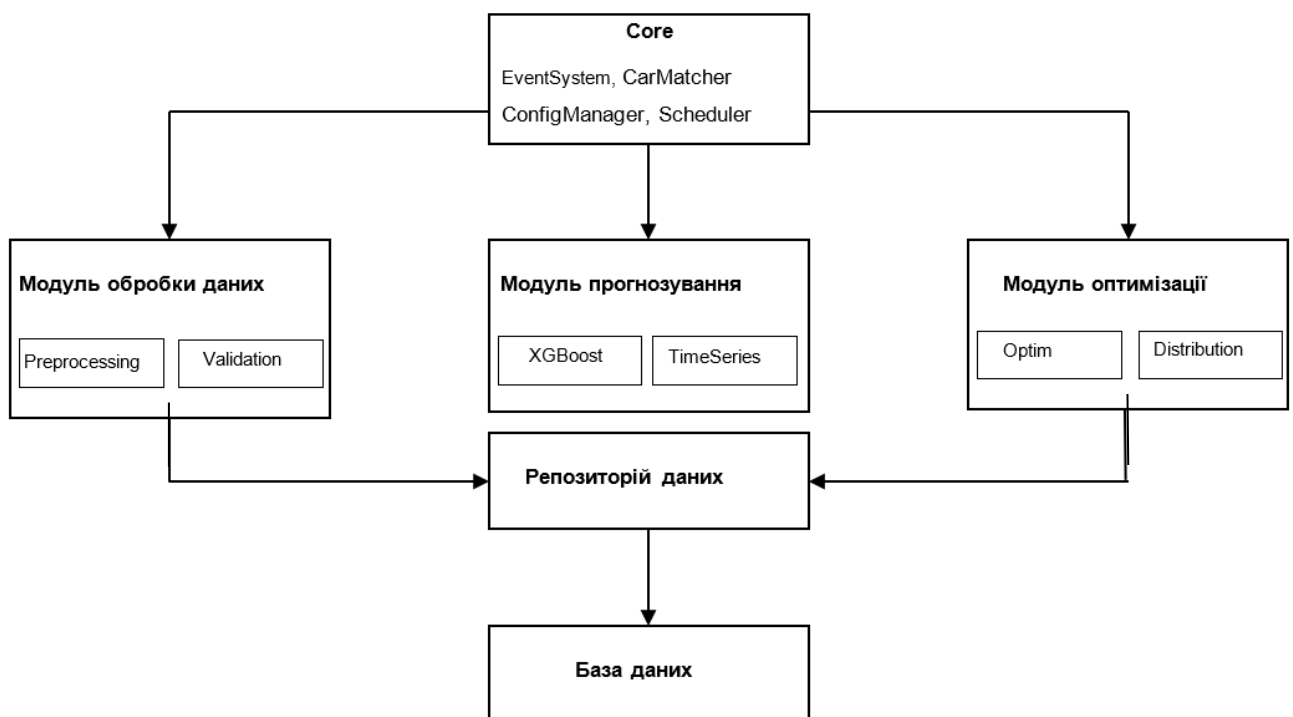 Core
EventSystem, CarMatcher
ConfigManager, Scheduler
Модуль обробки даних
Preprocessing
Validation
Модуль прогнозування
XGBoost
TimeSeries
Модуль оптимізації
Optim
Distribution
Репозиторій даних
База даних